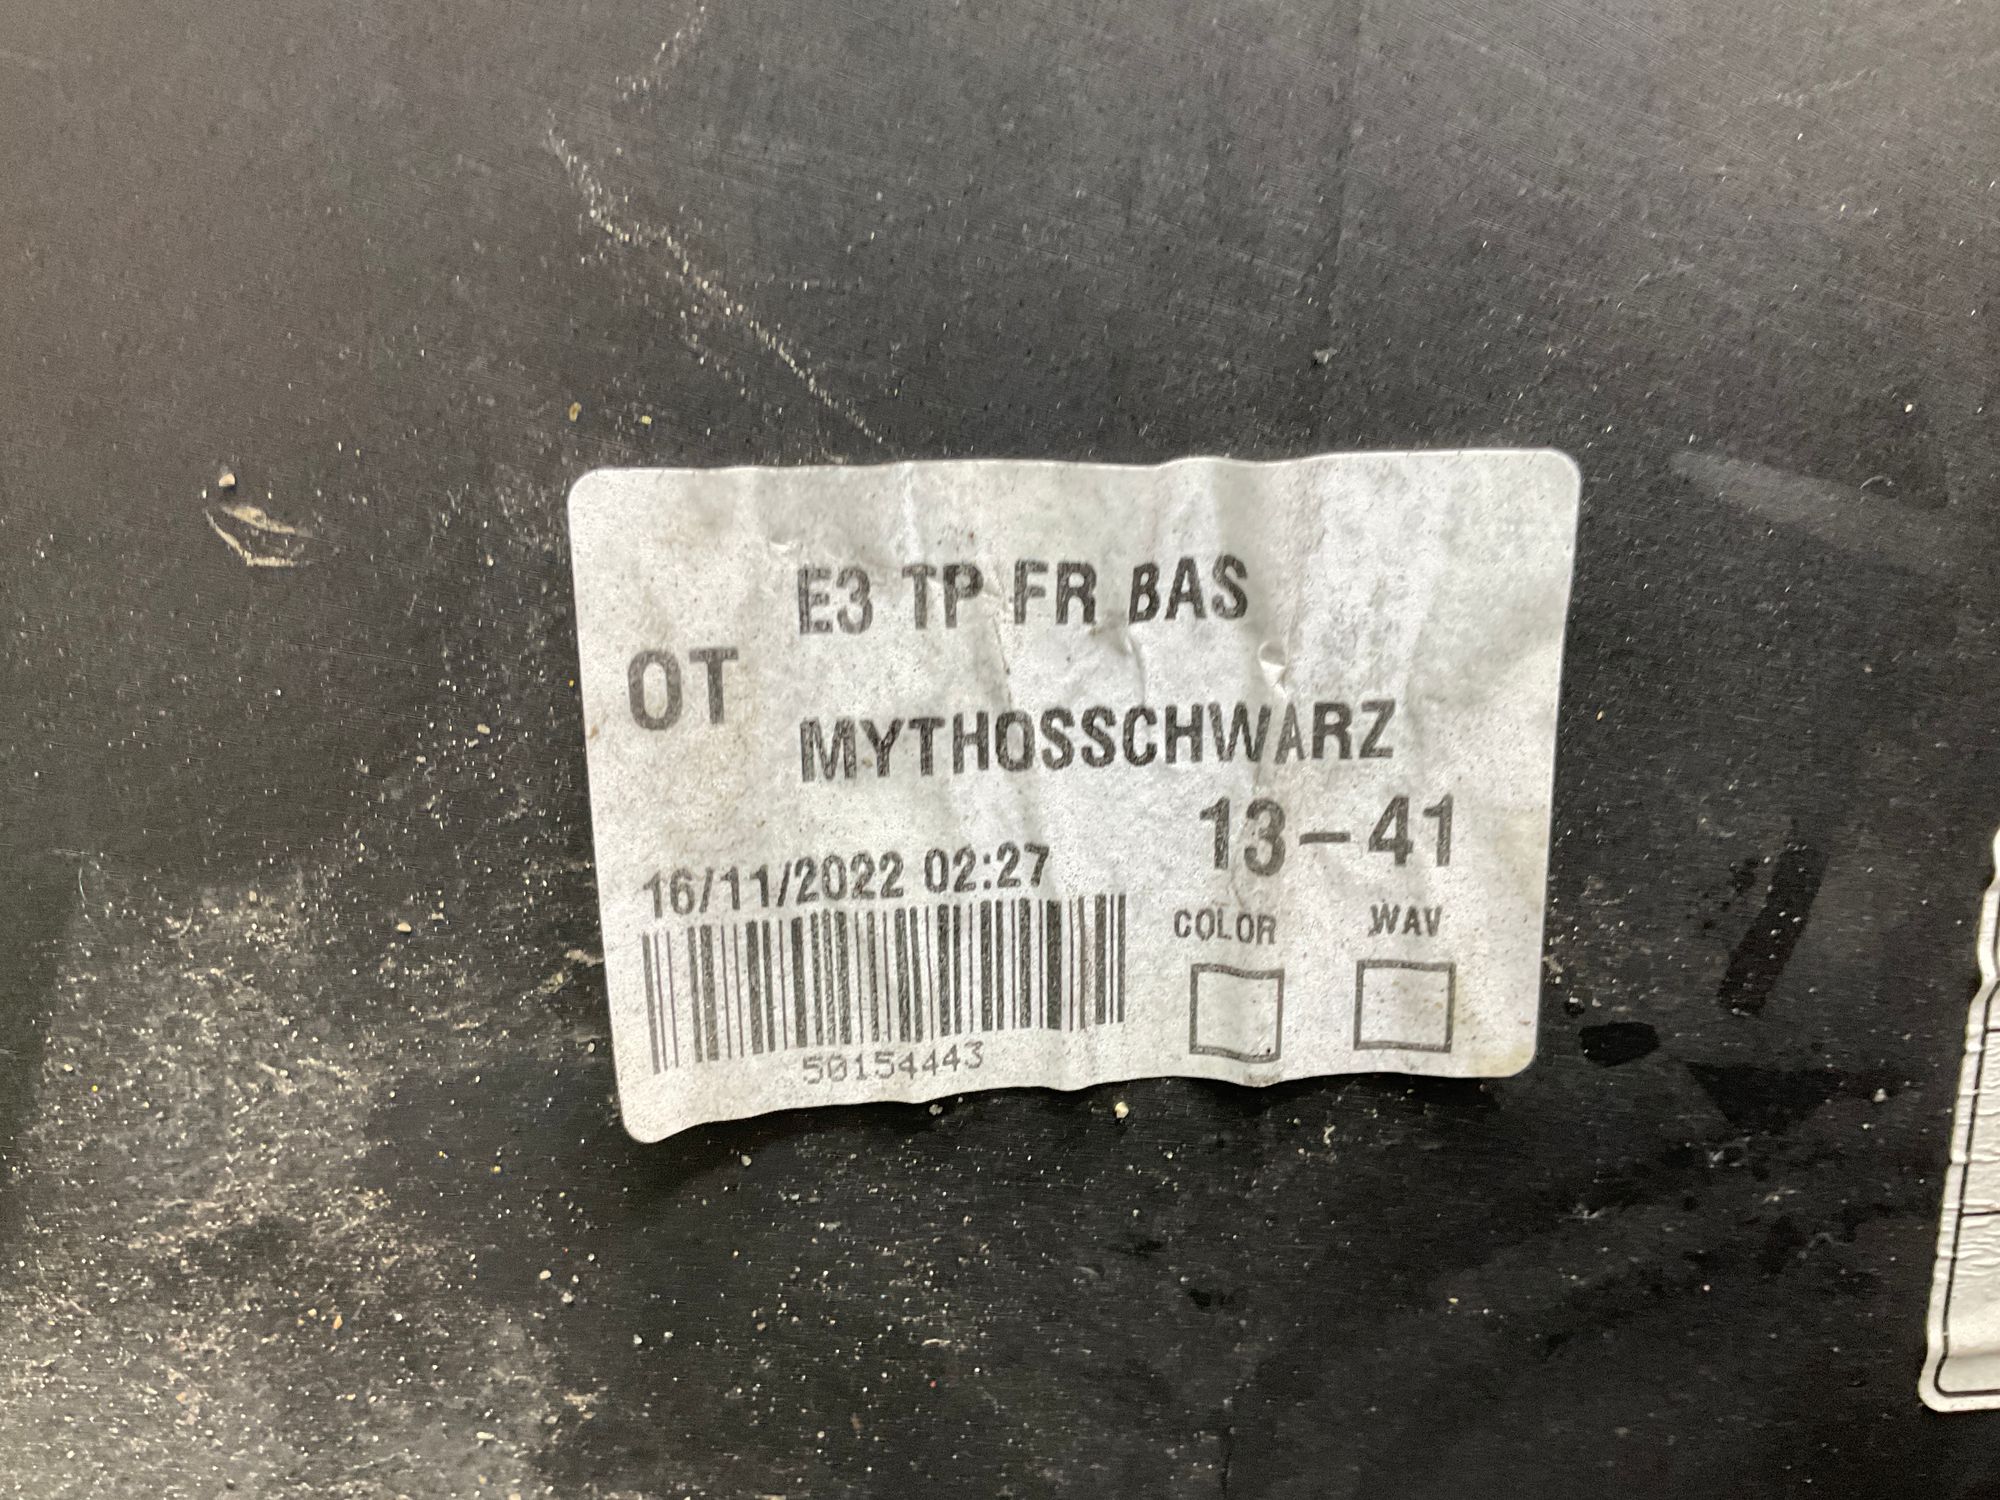 E3 TP FR BAS
OT
MYTHOSSCHWARZ
13-41
16/11/2022 02:27
COLOR WAV
50154443